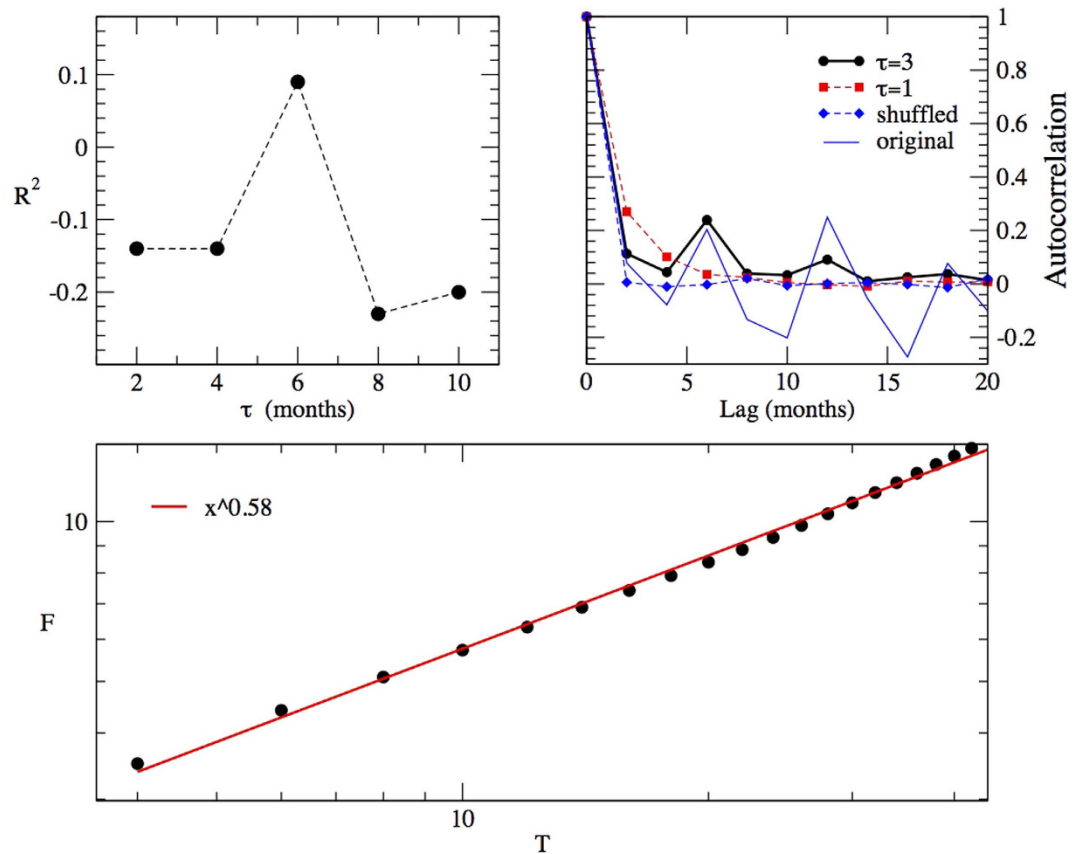 R^2
0.1
0
-0.1
-0.2
2 4 6 8 10
τ (months)
τ=3
τ=1
shuffled
original
1
0.8
0.6
0.4
0.2
0
-0.2
Autocorrelation
0 5 10 15 20
Lag (months)
x^0.58
10
F
10
T